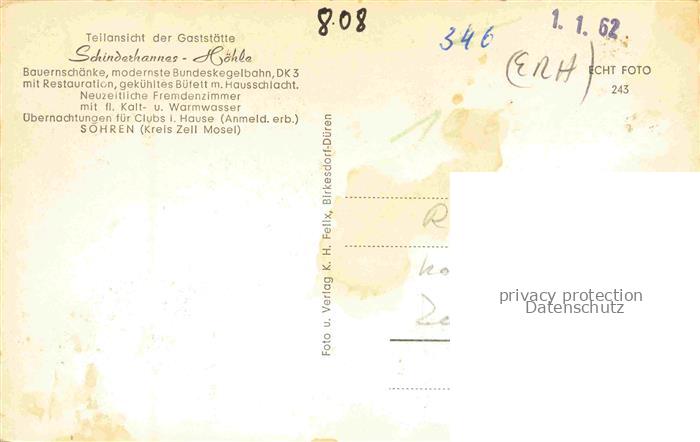 Teilansicht der Gaststätte
Schinderhannes - Höhle
Bauernschänke, modernste Bundeskegelbahn, DK 3
mit Restauration, gekühltes Büfett m. Hausschlacht.
Neuzeitliche Fremdenzimmer
mit fl. Kalt- u. Warmwasser
Übernachtungen für Clubs i. Hause (Anmeld. erb.)
SOHREN (Kreis Zell Mosel)
8.08
346
1. 1. 62
(ERH)
ECHT FOTO
243
Foto u. Verlag K. H. Felix, Birkesdorf-Düren
privacy protection
Datenschutz